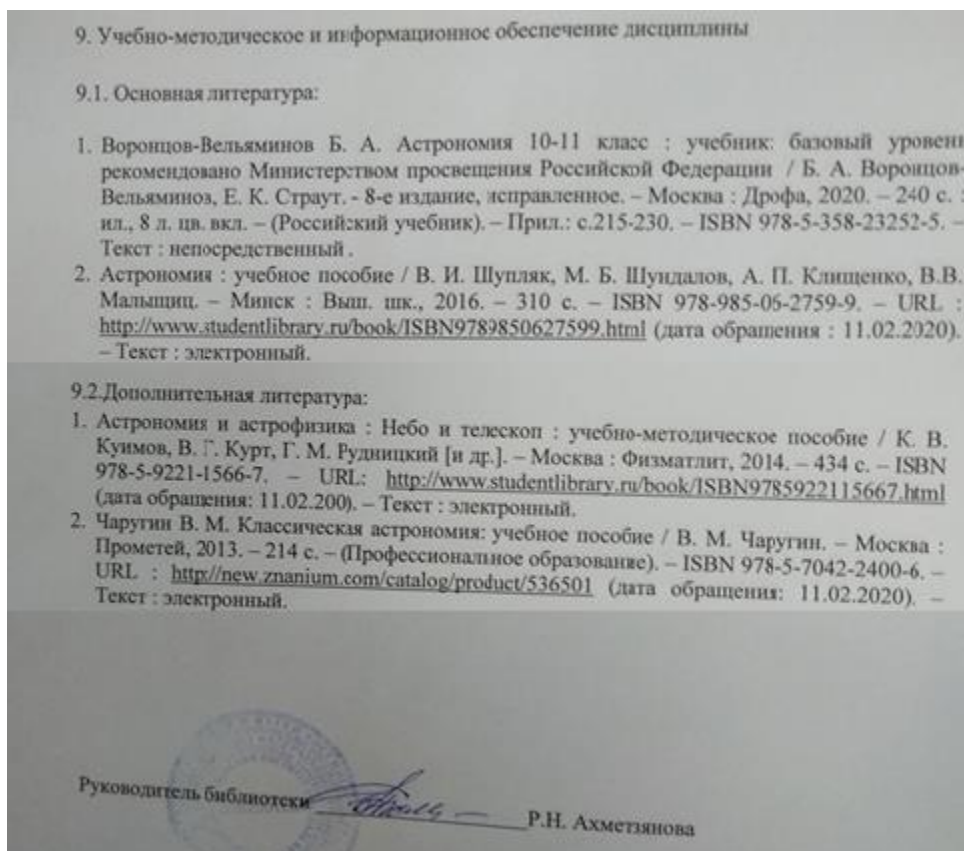 9. Учебно-методическое и информационное обеспечение дисциплины
9.1. Основная литература:
1. Воронцов-Вельяминов Б. А. Астрономия 10-11 класс : учебник: базовый уровень
рекомендовано Министерством просвещения Российской Федерации / Б. А. Воронцов-
Вельяминов, Е. К. Страут. - 8-е издание, исправленное. – Москва : Дрофа, 2020. – 240 с. :
ил., 8 л. цв. вкл. – (Российский учебник). – Прил.: с.215-230. – ISBN 978-5-358-23252-5. –
Текст : непосредственный .
2. Астрономия : учебное пособие / В. И. Шупляк, М. Б. Шундалов, А. П. Клищенко, В.В.
Малыщиц. – Минск : Выш. шк., 2016. – 310 с. – ISBN 978-985-06-2759-9. – URL :
http://www.studentlibrary.ru/book/ISBN9789850627599.html (дата обращения : 11.02.2020).
– Текст : электронный.
9.2.Дополнительная литература:
1. Астрономия и астрофизика : Небо и телескоп : учебно-методическое пособие / К. В.
Куимов, В. Г. Курт, Г. М. Рудницкий [и др.]. – Москва : Физматлит, 2014. – 434 с. – ISBN
978-5-9221-1566-7. – URL: http://www.studentlibrary.ru/book/ISBN9785922115667.html
(дата обращения: 11.02.200). – Текст : электронный.
2. Чаругин В. М. Классическая астрономия: учебное пособие / В. М. Чаругин. – Москва :
Прометей, 2013. – 214 с. – (Профессиональное образование). – ISBN 978-5-7042-2400-6. –
URL : http://new.znanium.com/catalog/product/536501 (дата обращения: 11.02.2020). –
Текст : электронный.
Руководитель библиотеки Р.Н. Ахметзянова